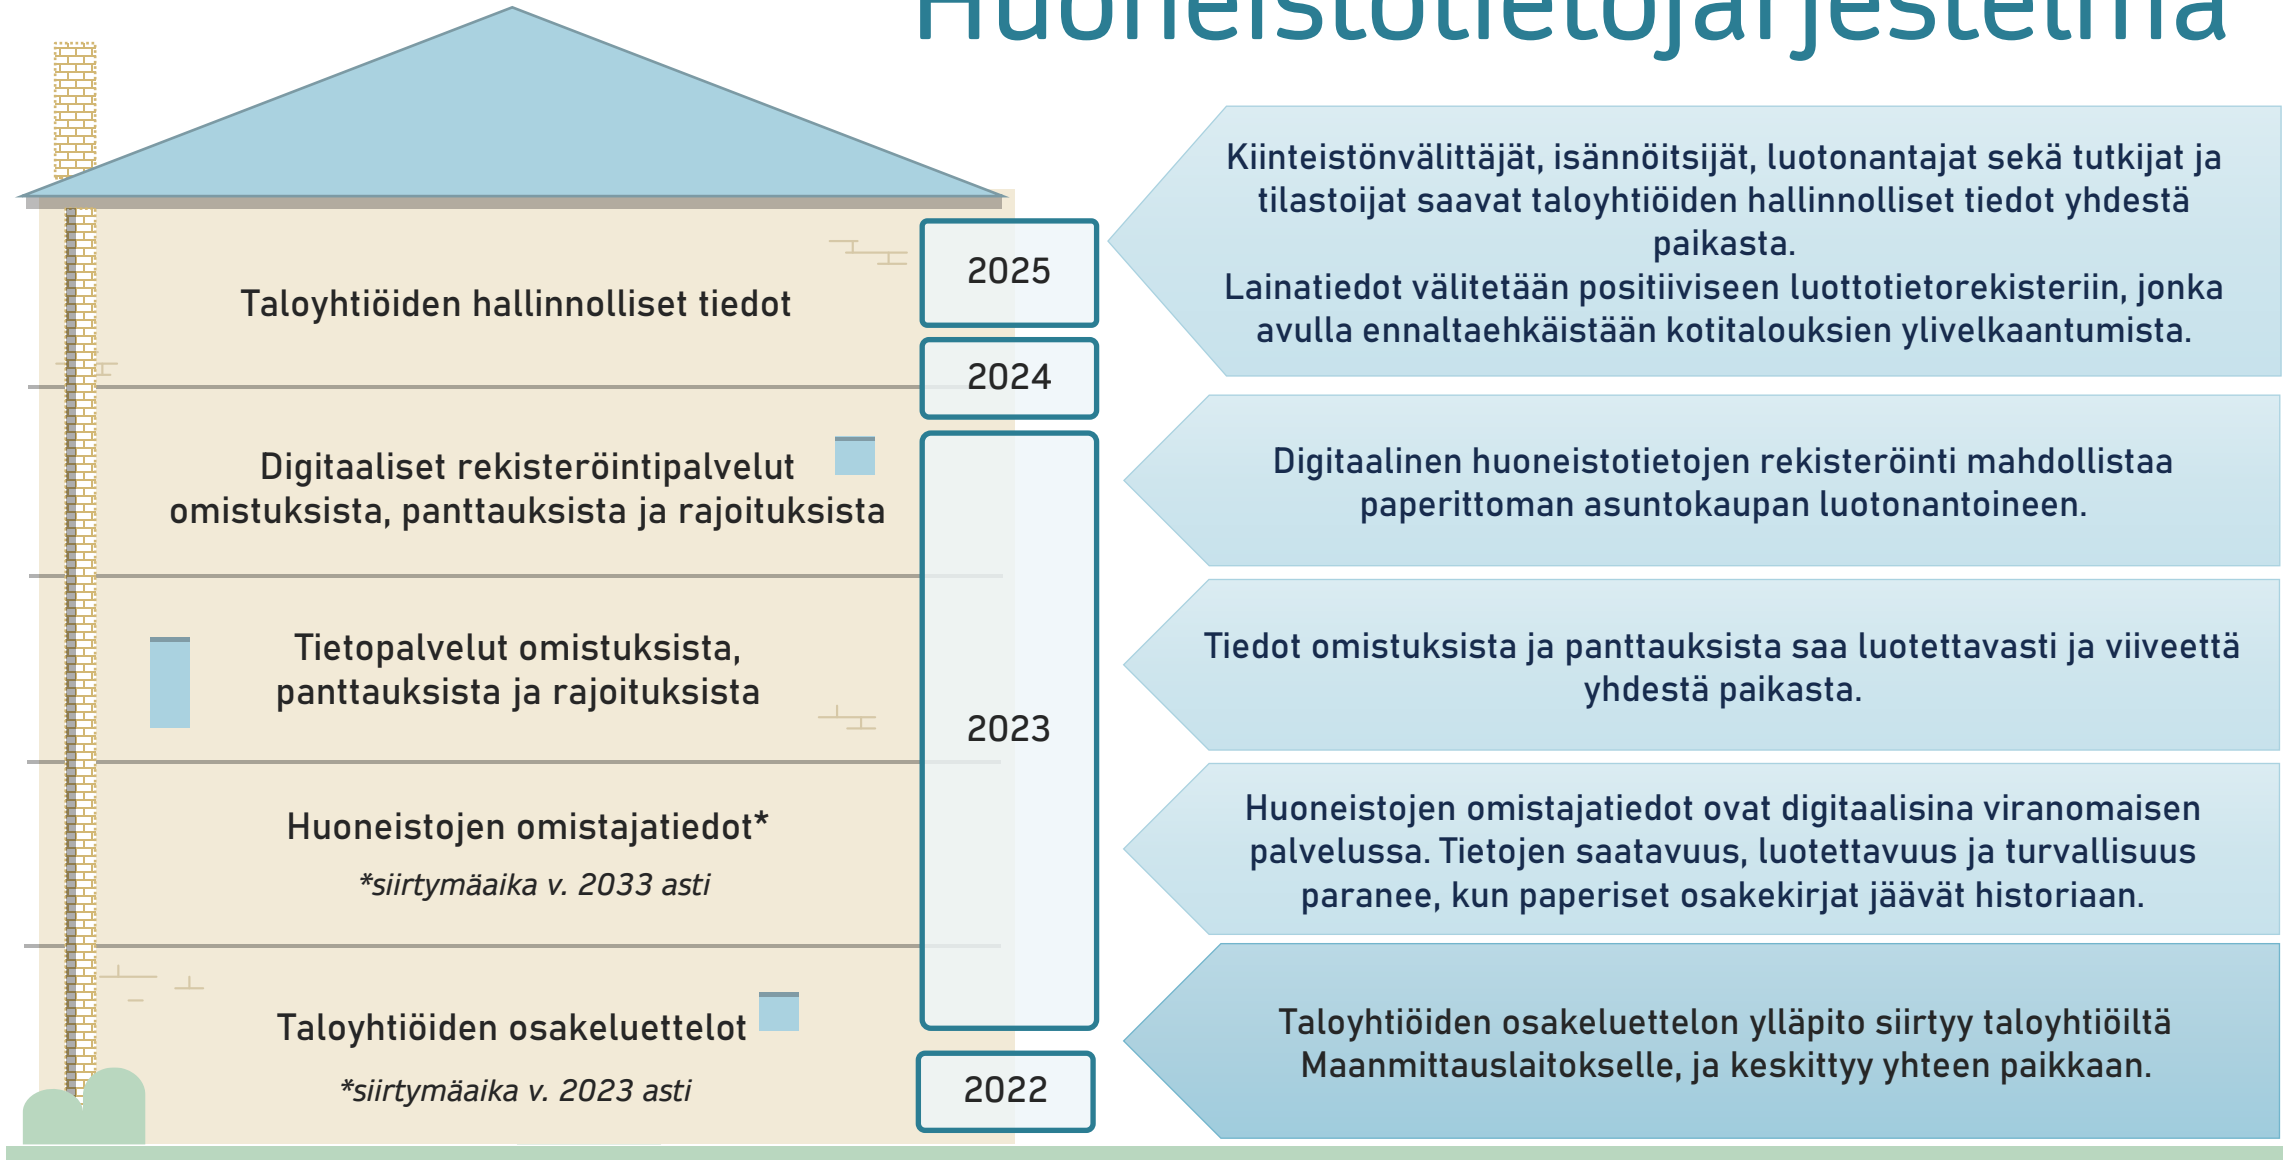 Huoneistotietojärjestelmä
Taloyhtiöiden hallinnolliset tiedot
2025
2024
Kiinteistönvälittäjät, isännöitsijät, luotonantajat sekä tutkijat ja
tilastoijat saavat taloyhtiöiden hallinnolliset tiedot yhdestä
paikasta.
Lainatiedot välitetään positiiviseen luottotietorekisteriin, jonka
avulla ennaltaehkäistään kotitalouksien ylivelkaantumista.
Digitaaliset rekisteröintipalvelut
omistuksista, panttauksista ja rajoituksista
Digitaalinen huoneistotietojen rekisteröinti mahdollistaa
paperittoman asuntokaupan luotonantoineen.
Tietopalvelut omistuksista,
panttauksista ja rajoituksista
2023
Tiedot omistuksista ja panttauksista saa luotettavasti ja viiveettä
yhdestä paikasta.
Huoneistojen omistajatiedot*
*siirtymäaika v. 2033 asti
Huoneistojen omistajatiedot ovat digitaalisina viranomaisen
palvelussa. Tietojen saatavuus, luotettavuus ja turvallisuus
paranee, kun paperiset osakekirjat jäävät historiaan.
Taloyhtiöiden osakeluettelot
*siirtymäaika v. 2023 asti
2022
Taloyhtiöiden osakeluettelon ylläpito siirtyy taloyhtiöiltä
Maanmittauslaitokselle, ja keskittyy yhteen paikkaan.